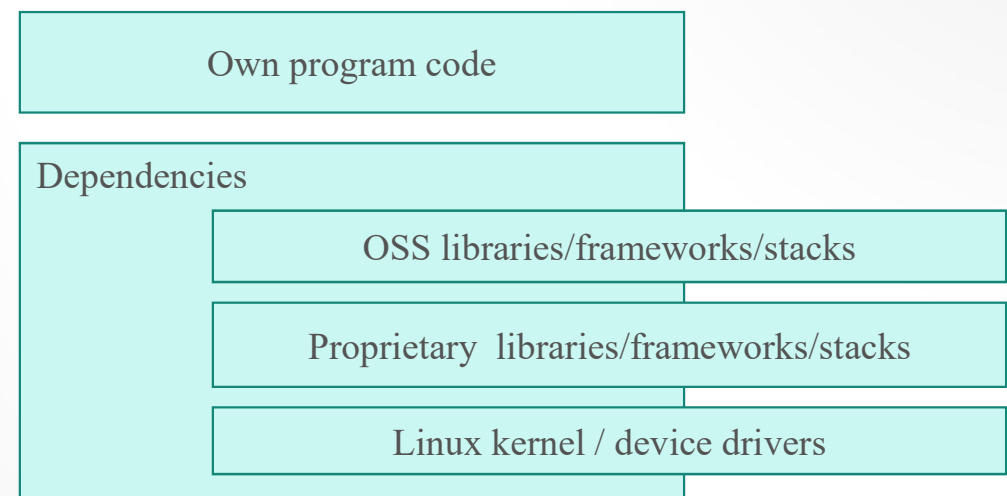 Own program code
Dependencies
OSS libraries/frameworks/stacks
Proprietary  libraries/frameworks/stacks
Linux kernel / device drivers